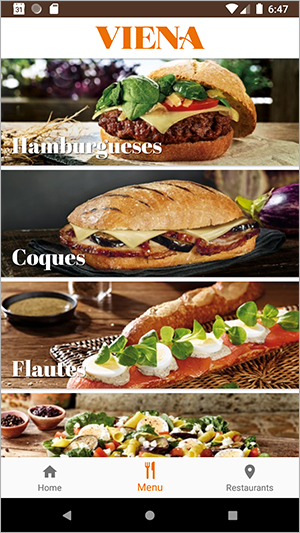 31
6:47
VIENA
Hamburgueses
Coques
Flautes
Home
Menu
Restaurants